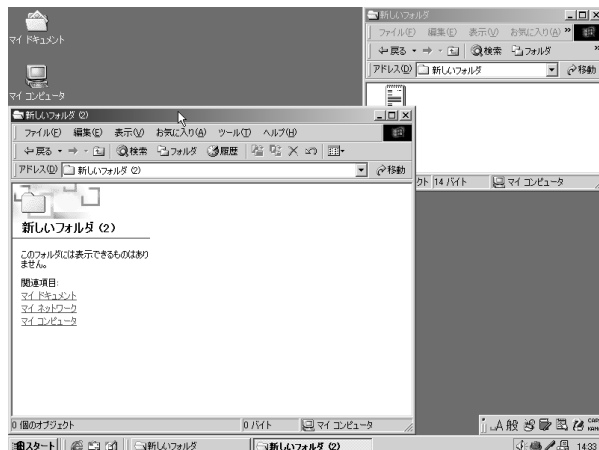 マイ ドキュメント
マイ コンピュータ
新しいフォルダ
ファイル(F) 編集(E) 表示(V) お気に入り(A) »
戻る 検索 フォルダ »
アドレス(D) 新しいフォルダ 移動
クト 14 バイト マイ コンピュータ
新しいフォルダ (2)
ファイル(F) 編集(E) 表示(V) お気に入り(A) ツール(T) ヘルプ(H)
戻る 検索 フォルダ 履歴
アドレス(D) 新しいフォルダ (2) 移動
新しいフォルダ (2)
このフォルダには表示できるものはあり
ません。
関連項目:
マイ ドキュメント
マイ ネットワーク
マイ コンピュータ
0 個のオブジェクト 0 バイト マイ コンピュータ
A 般 CAPS KANA
スタート 新しいフォルダ 新しいフォルダ (2) 14:33